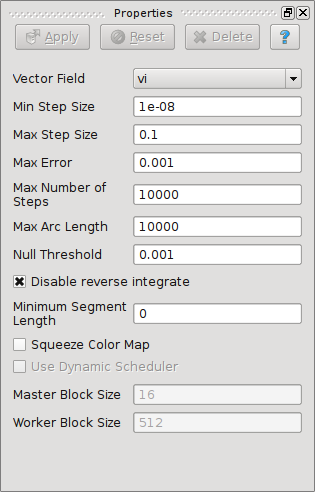 Properties
Apply Reset Delete ?
Vector Field vi
Min Step Size 1e-08
Max Step Size 0.1
Max Error 0.001
Max Number of
Steps 10000
Max Arc Length 10000
Null Threshold 0.001
Disable reverse integrate
Minimum Segment
Length 0
Squeeze Color Map
Use Dynamic Scheduler
Master Block Size 16
Worker Block Size 512